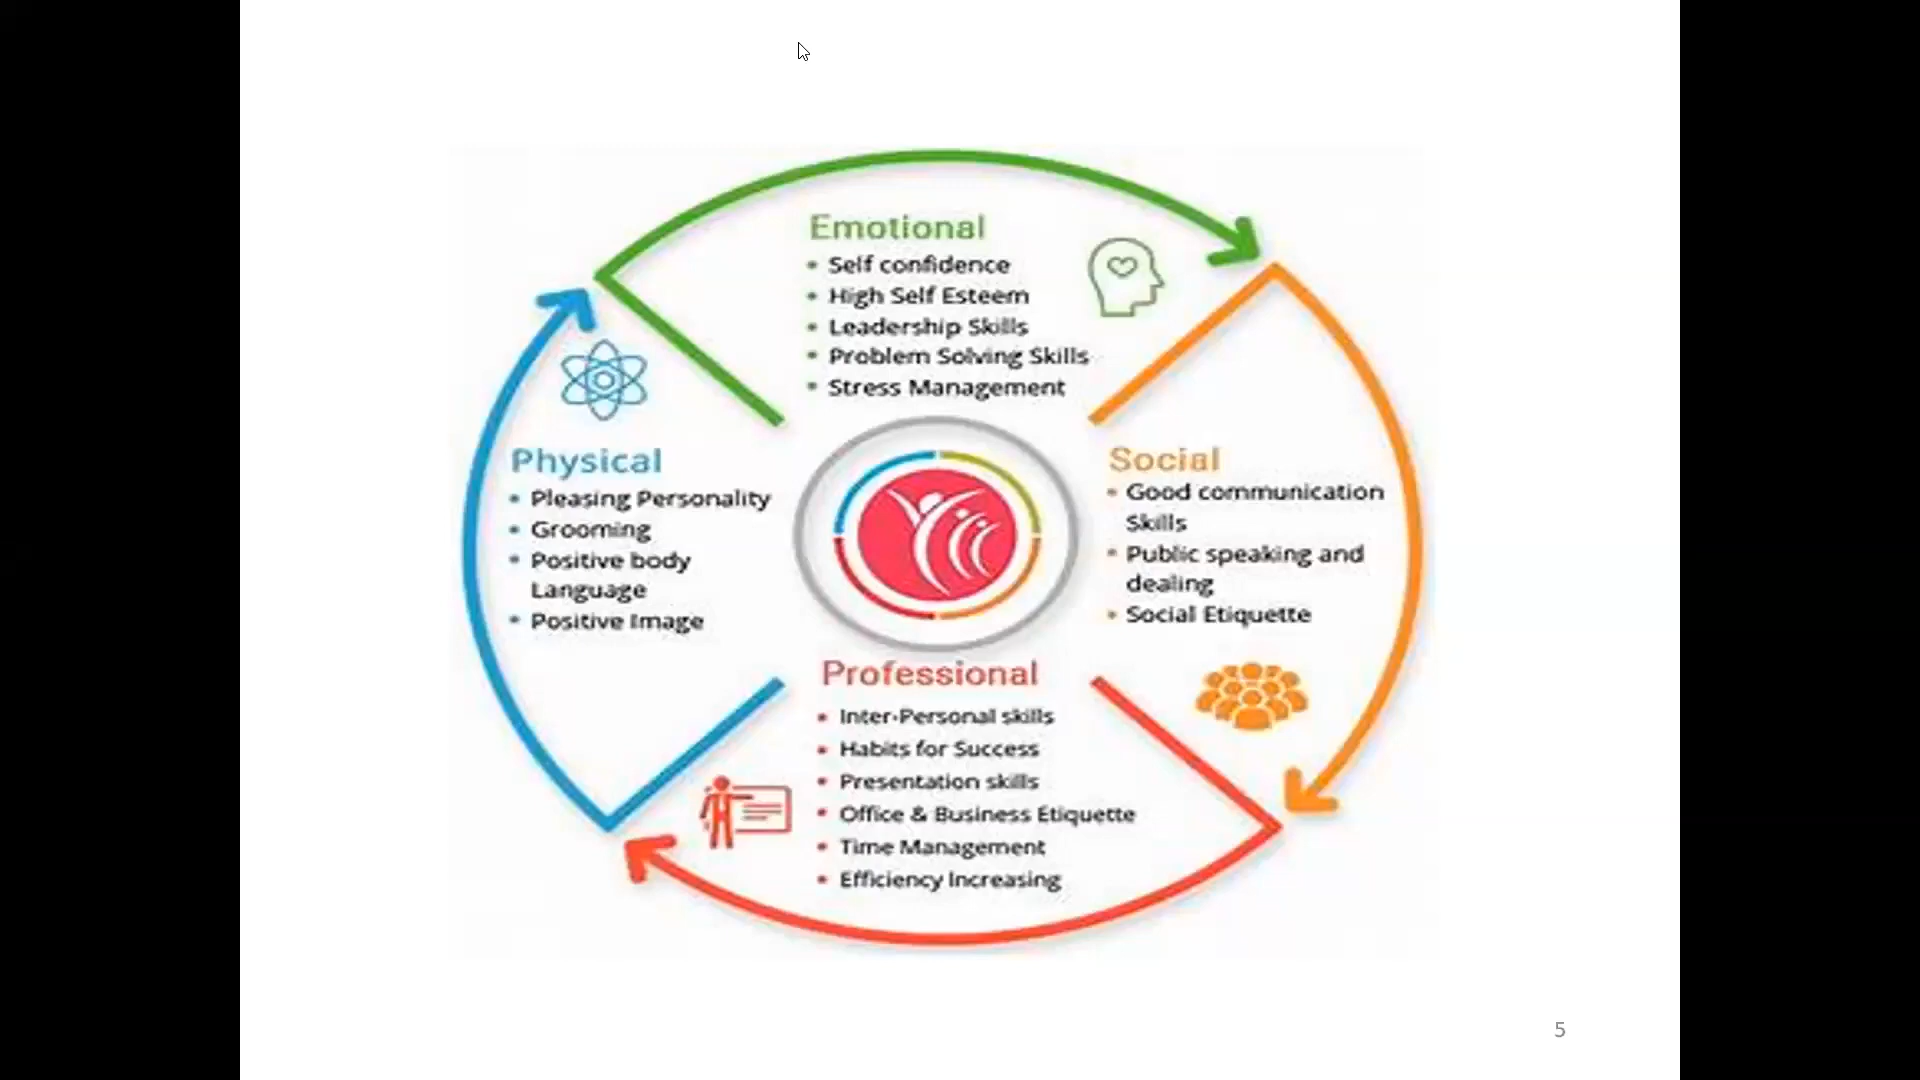 Emotional
• Self confidence
• High Self Esteem
• Leadership Skills
• Problem Solving Skills
• Stress Management
Physical
• Pleasing Personality
• Grooming
• Positive body
Language
• Positive Image
Social
• Good communication
Skills
• Public speaking and
dealing
• Social Etiquette
Professional
• Inter-Personal skills
• Habits for Success
• Presentation skills
• Office & Business Etiquette
• Time Management
• Efficiency Increasing
5